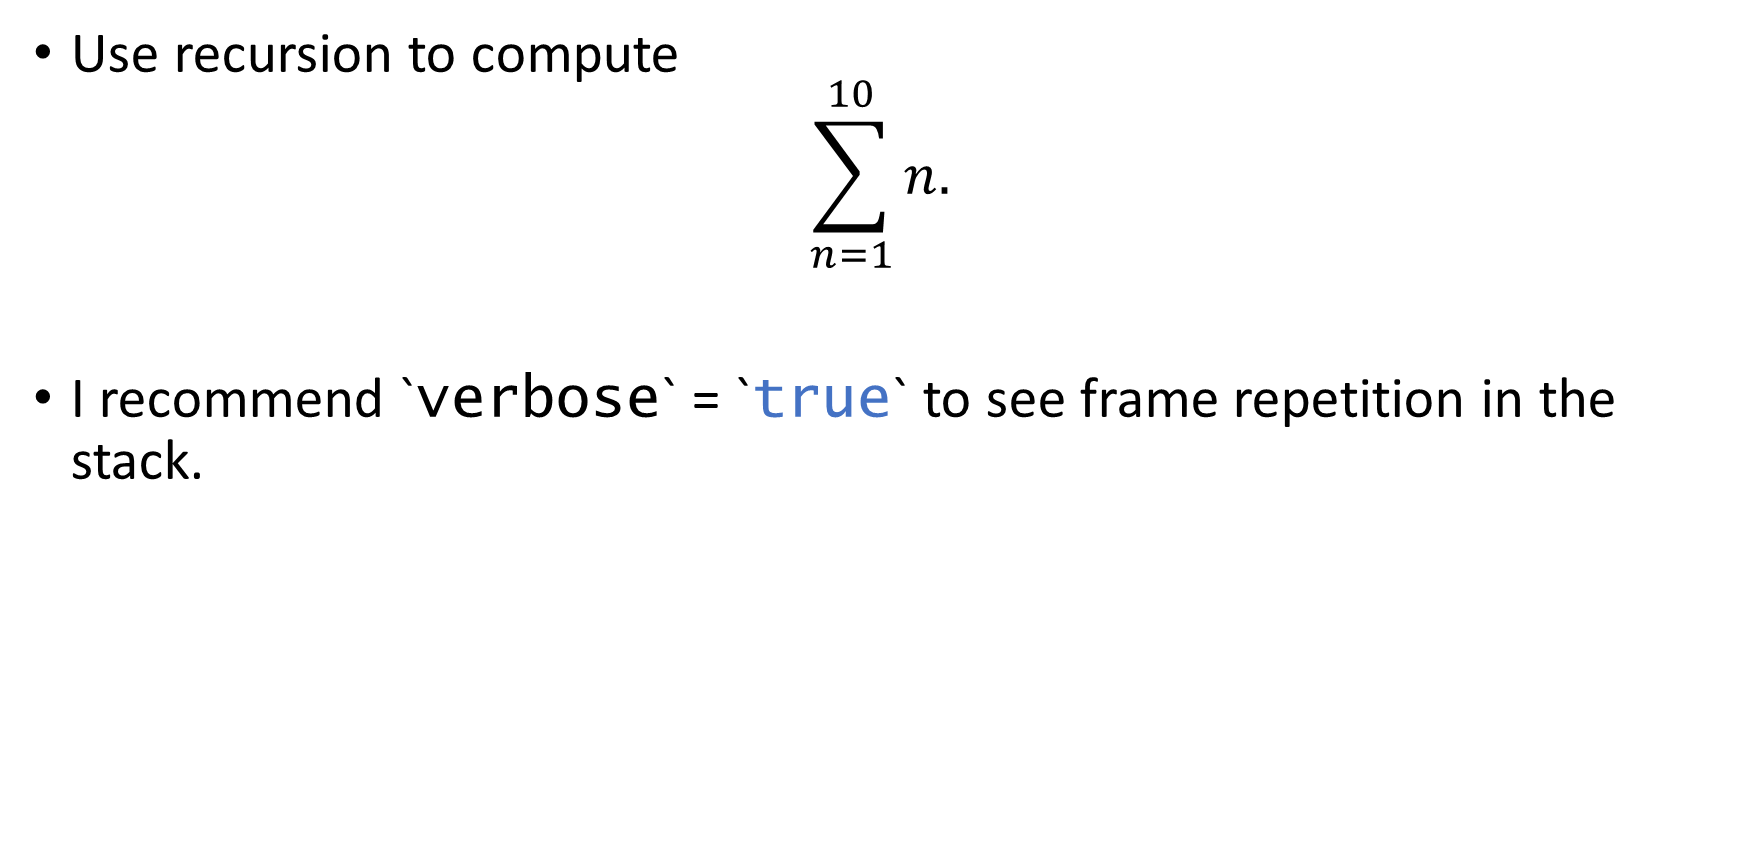 • Use recursion to compute
10
∑ n.
n=1
• I recommend `verbose` = `true` to see frame repetition in the
stack.